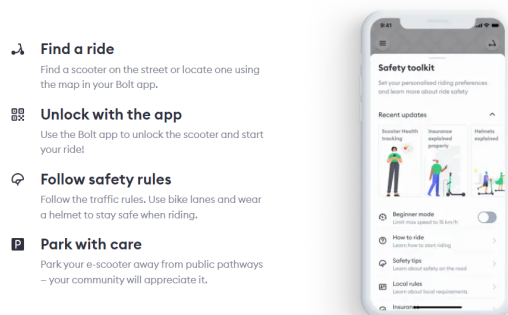 Find a ride
Find a scooter on the street or locate one using
the map in your Bolt app.
Unlock with the app
Use the Bolt app to unlock the scooter and start
your ride!
Follow safety rules
Follow the traffic rules. Use bike lanes and wear
a helmet to stay safe when riding.
P
Park with care
Park your e-scooter away from public pathways
– your community will appreciate it.
9:41
Safety toolkit
Set your personalised riding preferences
and learn more about ride safety
Recent updates
Scooter Health
tracking
Insurance
explained
property
Helmets
explained
Beginner mode
Limit max speed to 15 km/h
How to ride
Learn how to start riding
Safety tips
Learn about safety on the road
Local rules
Learn about local requirements